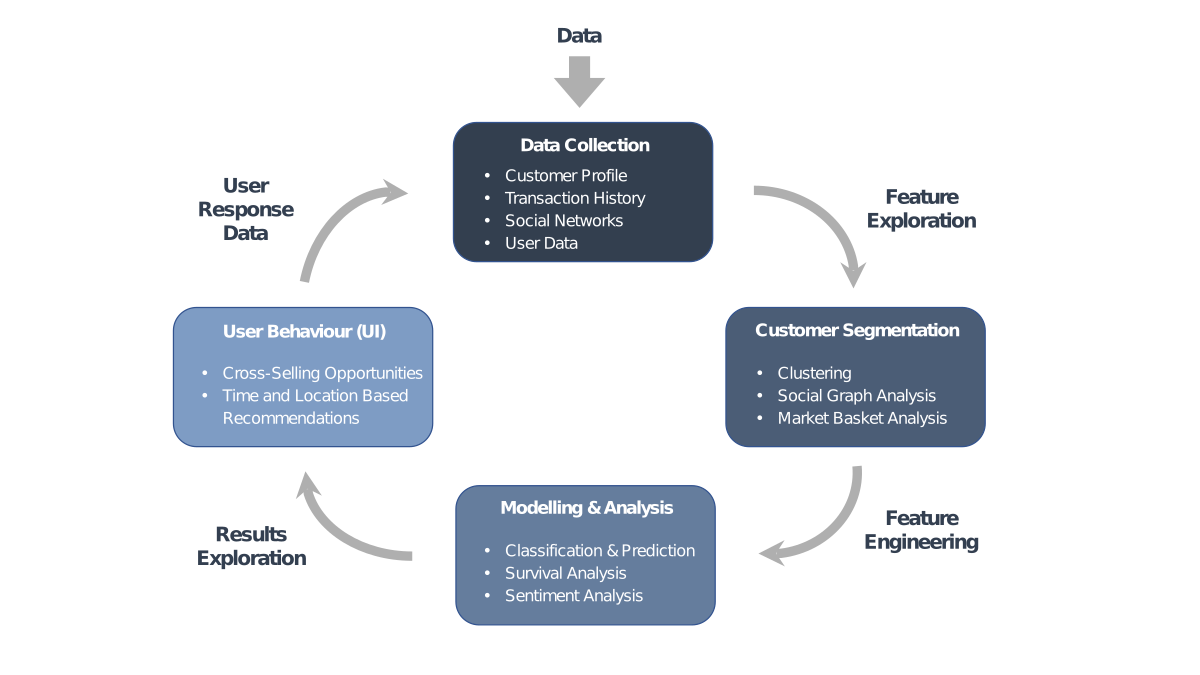 Data
Data Collection
• Customer Profile
• Transaction History
• Social Networks
• User Data
User
Response
Data
Feature
Exploration
User Behaviour (UI)
• Cross-Selling Opportunities
• Time and Location Based
Recommendations
Customer Segmentation
• Clustering
• Social Graph Analysis
• Market Basket Analysis
Modelling & Analysis
• Classification & Prediction
• Survival Analysis
• Sentiment Analysis
Results
Exploration
Feature
Engineering